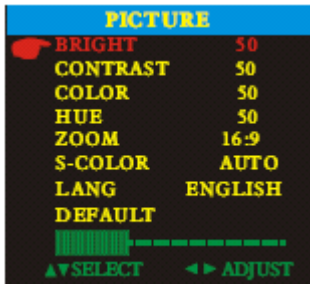 PICTURE
BRIGHT 50
CONTRAST 50
COLOR 50
HUE 50
ZOOM 16:9
S-COLOR AUTO
LANG ENGLISH
DEFAULT
▲▼SELECT ◄► ADJUST